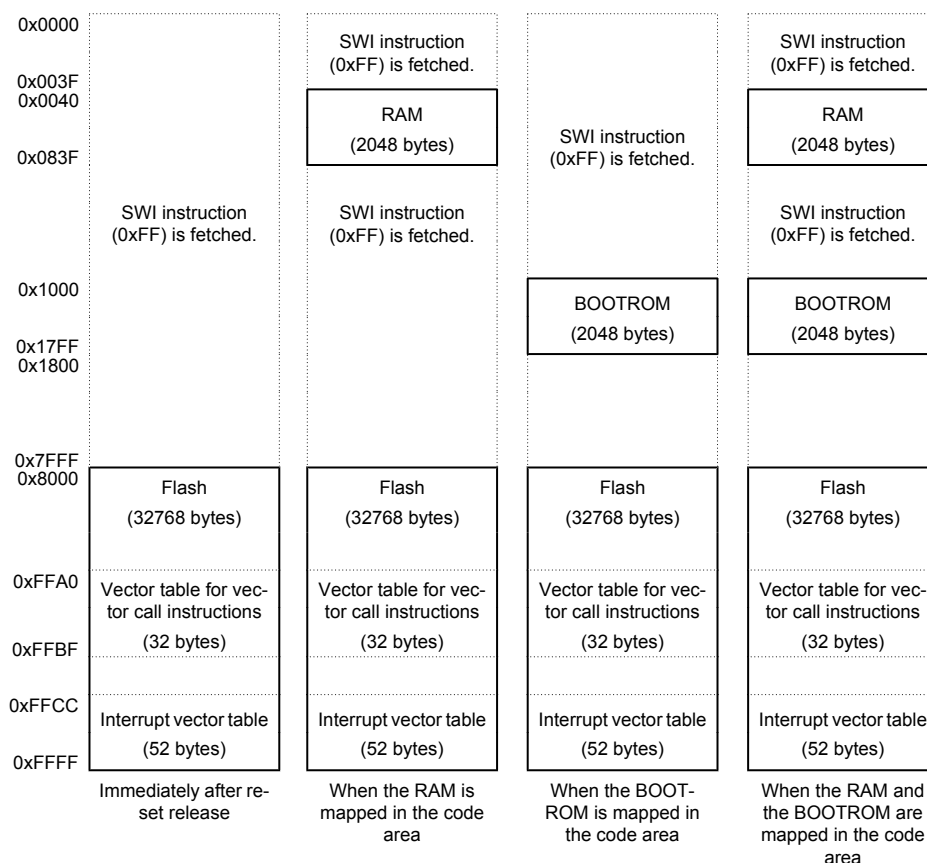 0x0000
0x003F
0x0040
0x083F
0x1000
0x17FF
0x1800
0x7FFF
0x8000
0xFFA0
0xFFBF
0xFFCC
0xFFFF
SWI instruction
(0xFF) is fetched.
Flash
(32768 bytes)
Vector table for vec-
tor call instructions
(32 bytes)
Interrupt vector table
(52 bytes)
Immediately after re-
set release
SWI instruction
(0xFF) is fetched.
RAM
(2048 bytes)
SWI instruction
(0xFF) is fetched.
Flash
(32768 bytes)
Vector table for vec-
tor call instructions
(32 bytes)
Interrupt vector table
(52 bytes)
When the RAM is
mapped in the code
area
SWI instruction
(0xFF) is fetched.
BOOTROM
(2048 bytes)
Flash
(32768 bytes)
Vector table for vec-
tor call instructions
(32 bytes)
Interrupt vector table
(52 bytes)
When the BOOT-
ROM is mapped in
the code area
SWI instruction
(0xFF) is fetched.
RAM
(2048 bytes)
SWI instruction
(0xFF) is fetched.
BOOTROM
(2048 bytes)
Flash
(32768 bytes)
Vector table for vec-
tor call instructions
(32 bytes)
Interrupt vector table
(52 bytes)
When the RAM and
the BOOTROM are
mapped in the code
area